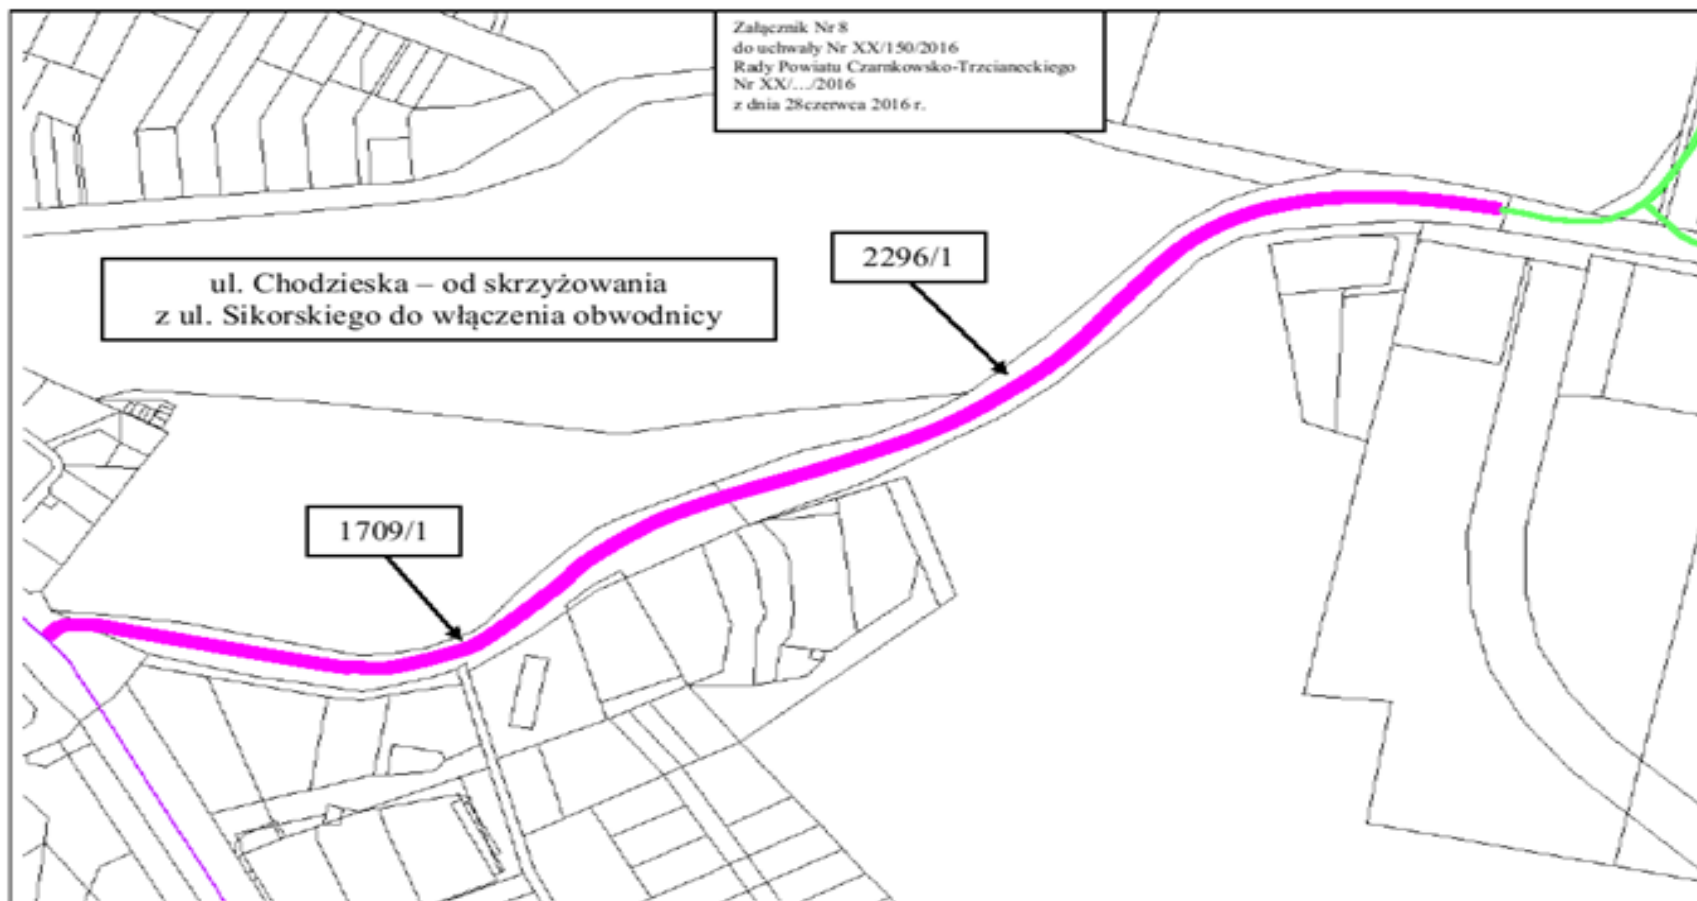 Załącznik Nr 8
do uchwały Nr XX/150/2016
Rady Powiatu Czarnkowsko-Trzcianeckiego
Nr XX/…/2016
z dnia 28czerwca 2016 r.
2296/1
ul. Chodzieska – od skrzyżowania
z ul. Sikorskiego do włączenia obwodnicy
1709/1